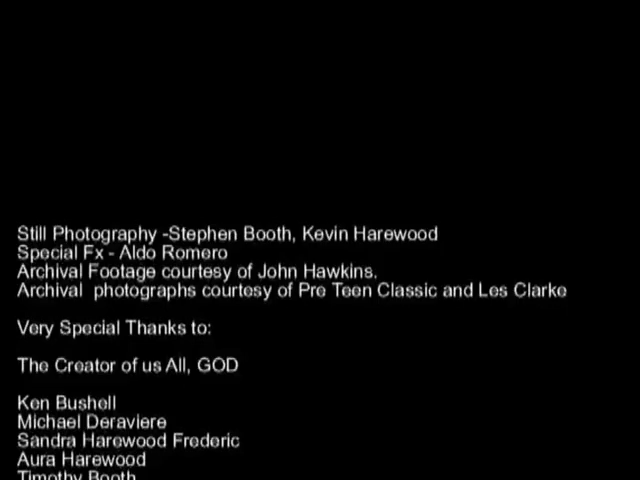 Still Photography -Stephen Booth, Kevin Harewood
Special Fx - Aldo Romero
Archival Footage courtesy of John Hawkins.
Archival  photographs courtesy of Pre Teen Classic and Les Clarke
Very Special Thanks to:
The Creator of us All, GOD
Ken Bushell
Michael Deraviere
Sandra Harewood Frederic
Aura Harewood
Timothy Booth